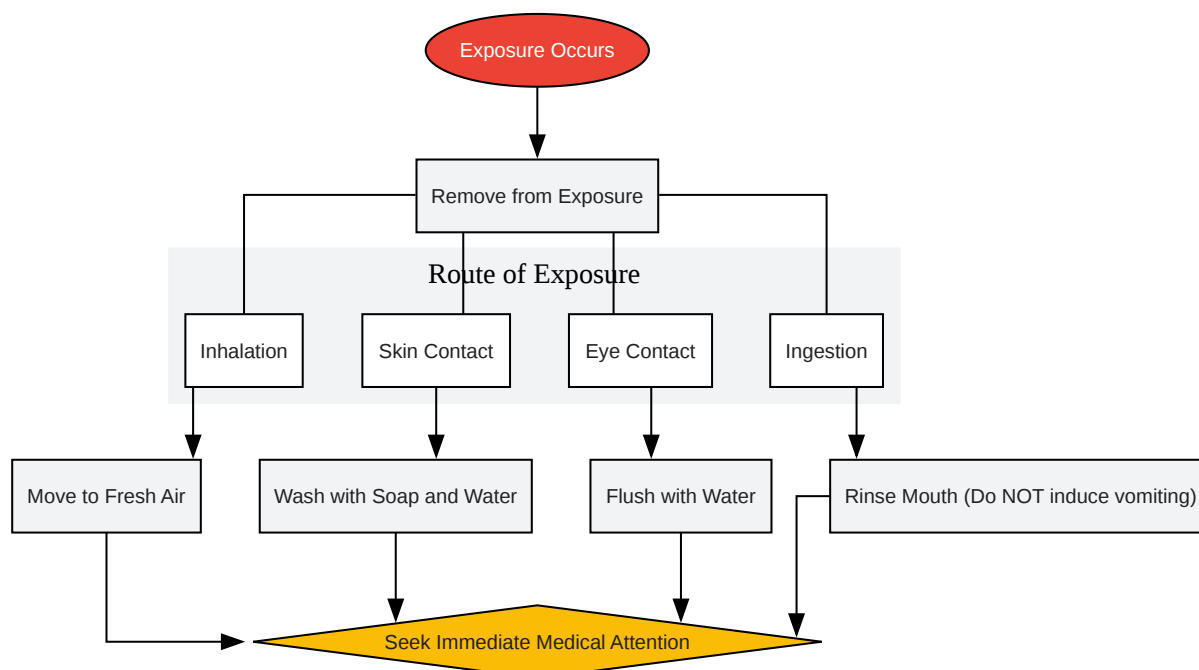 Exposure Occurs
Remove from Exposure
Route of Exposure
Inhalation
Skin Contact
Eye Contact
Ingestion
Move to Fresh Air
Wash with Soap and Water
Flush with Water
Rinse Mouth (Do NOT induce vomiting)
Seek Immediate Medical Attention